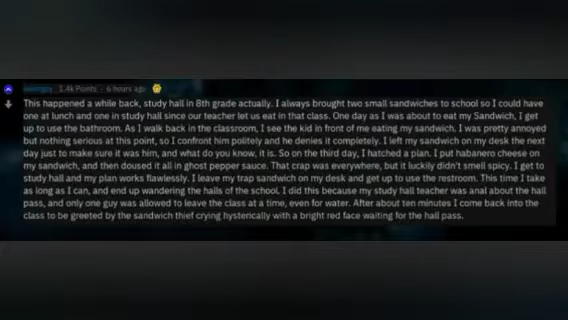 1.4k Points · 6 hours ago
This happened a while back, study hall in 8th grade actually. I always brought two small sandwiches to school so I could have
one at lunch and one in study hall since our teacher let us eat in that class. One day as I was about to eat my Sandwich, I get
up to use the bathroom. As I walk back in the classroom, I see the kid in front of me eating my sandwich. I was pretty annoyed
but nothing serious at this point, so I confront him politely and he denies it completely. I left my sandwich on my desk the next
day just to make sure it was him, and what do you know, it is. So on the third day, I hatched a plan. I put habanero cheese on
my sandwich, and then doused it all in ghost pepper sauce. That crap was everywhere, but it luckily didn't smell spicy. I get to
study hall and my plan works flawlessly. I leave my trap sandwich on my desk and get up to use the restroom. This time I take
as long as I can, and end up wandering the halls of the school. I did this because my study hall teacher was anal about the hall
pass, and only one guy was allowed to leave the class at a time, even for water. After about ten minutes I come back into the
class to be greeted by the sandwich thief crying hysterically with a bright red face waiting for the hall pass.